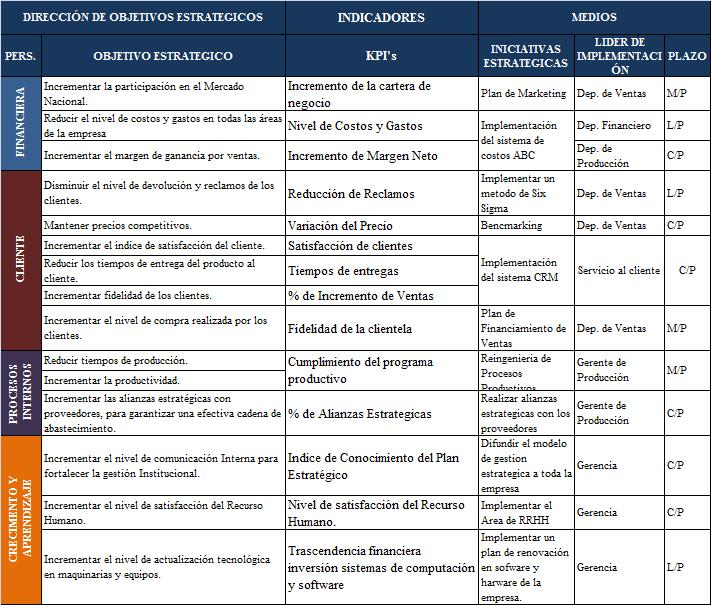 DIRECCIÓN DE OBJETIVOS ESTRATEGICOS
INDICADORES
MEDIOS
PERS.
OBJETIVO ESTRATEGICO
KPI's
INICIATIVAS
ESTRATEGICAS
LIDER DE
IMPLEMENTACI
ÓN
PLAZO
FINANCIERA
Incrementar la participación en el Mercado
Nacional.
Incremento de la cartera de
negocio
Plan de Marketing
Dep. de Ventas
M/P
Reducir el nivel de costos y gastos en todas las áreas
de la empresa
Nivel de Costos y Gastos
Implementación
del sistema de
costos ABC
Dep. Financiero
L/P
Incrementar el margen de ganancia por ventas.
Incremento de Margen Neto
Dep. de
Producción
C/P
CLIENTE
Disminuir el nivel de devolución y reclamos de los
clientes.
Reducción de Reclamos
Implementar un
metodo de Six
Sigma
Dep. de Ventas
L/P
Mantener precios competitivos.
Variación del Precio
Bencmarking
Dep. de Ventas
C/P
Incrementar el índice de satisfacción del cliente.
Satisfacción de clientes
Implementación
del sistema CRM
Servicio al cliente
C/P
Reducir los tiempos de entrega del producto al
cliente.
Tiempos de entregas
Incrementar fidelidad de los clientes.
% de Incremento de Ventas
Incrementar el nivel de compra realizada por los
clientes.
Fidelidad de la clientela
Plan de
Financiamiento de
Ventas
Dep. de Ventas
M/P
PROCESOS
INTERNOS
Reducir tiempos de producción.
Cumplimiento del programa
productivo
Reingenieria de
Procesos
Productivos
Gerente de
Producción
M/P
Incrementar la productividad.
Incrementar las alianzas estratégicas con
proveedores, para garantizar una efectiva cadena de
abastecimiento.
% de Alianzas Estrategicas
Realizar alianzas
estrategicas con los
proveedores
Gerente de
Producción
C/P
CRECIMENTO Y
APRENDIZAJE
Incrementar el nivel de comunicación Interna para
fortalecer la gestión Institucional.
Indice de Conocimiento del Plan
Estratégico
Difundir el modelo
de gestion
estrategica a toda la
empresa
Gerencia
C/P
Incrementar el nivel de satisfacción del Recurso
Humano.
Nivel de satisfacción del Recurso
Humano.
Implementar el
Area de RRHH
Gerencia
C/P
Incrementar el nivel de actualización tecnológica
en maquinarias y equipos.
Trascendencia financiera
inversión sistemas de computación
y software
Implementar un
plan de renovación
en sofware y
harware de la
empresa.
Gerencia
L/P